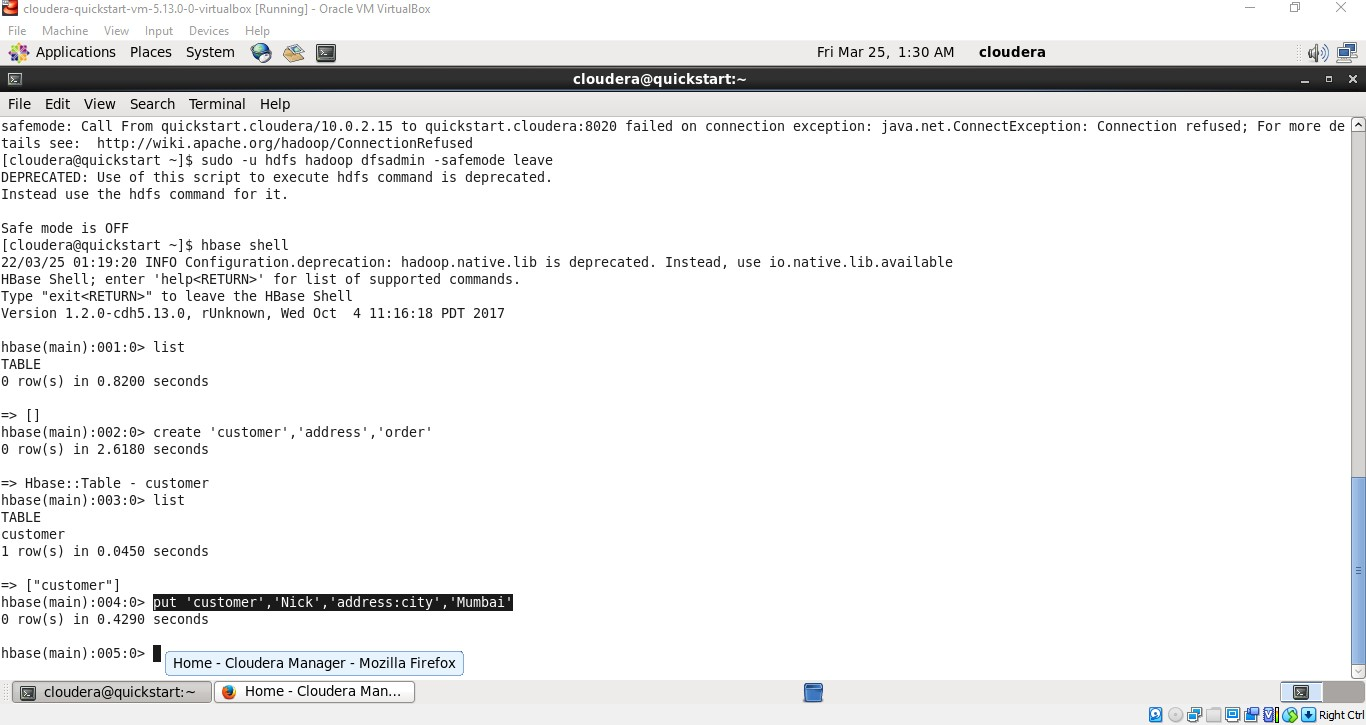 cloudera-quickstart-vm-5.13.0-0-virtualbox [Running] - Oracle VM VirtualBox
File Machine View Input Devices Help
Applications Places System Fri Mar 25, 1:30 AM cloudera
cloudera@quickstart:~
File Edit View Search Terminal Help
safemode: Call From quickstart.cloudera/10.0.2.15 to quickstart.cloudera:8020 failed on connection exception: java.net.ConnectException: Connection refused; For more de
tails see:  http://wiki.apache.org/hadoop/ConnectionRefused
[cloudera@quickstart ~]$ sudo -u hdfs hadoop dfsadmin -safemode leave
DEPRECATED: Use of this script to execute hdfs command is deprecated.
Instead use the hdfs command for it.
Safe mode is OFF
[cloudera@quickstart ~]$ hbase shell
22/03/25 01:19:20 INFO Configuration.deprecation: hadoop.native.lib is deprecated. Instead, use io.native.lib.available
HBase Shell; enter 'help<RETURN>' for list of supported commands.
Type "exit<RETURN>" to leave the HBase Shell
Version 1.2.0-cdh5.13.0, rUnknown, Wed Oct  4 11:16:18 PDT 2017
hbase(main):001:0> list
TABLE
0 row(s) in 0.8200 seconds
=> []
hbase(main):002:0> create 'customer','address','order'
0 row(s) in 2.6180 seconds
=> Hbase::Table - customer
hbase(main):003:0> list
TABLE
customer
1 row(s) in 0.0450 seconds
=> ["customer"]
hbase(main):004:0> put 'customer','Nick','address:city','Mumbai'
0 row(s) in 0.4290 seconds
hbase(main):005:0>
Home - Cloudera Manager - Mozilla Firefox
cloudera@quickstart:~ Home - Cloudera Man...
Right Ctrl